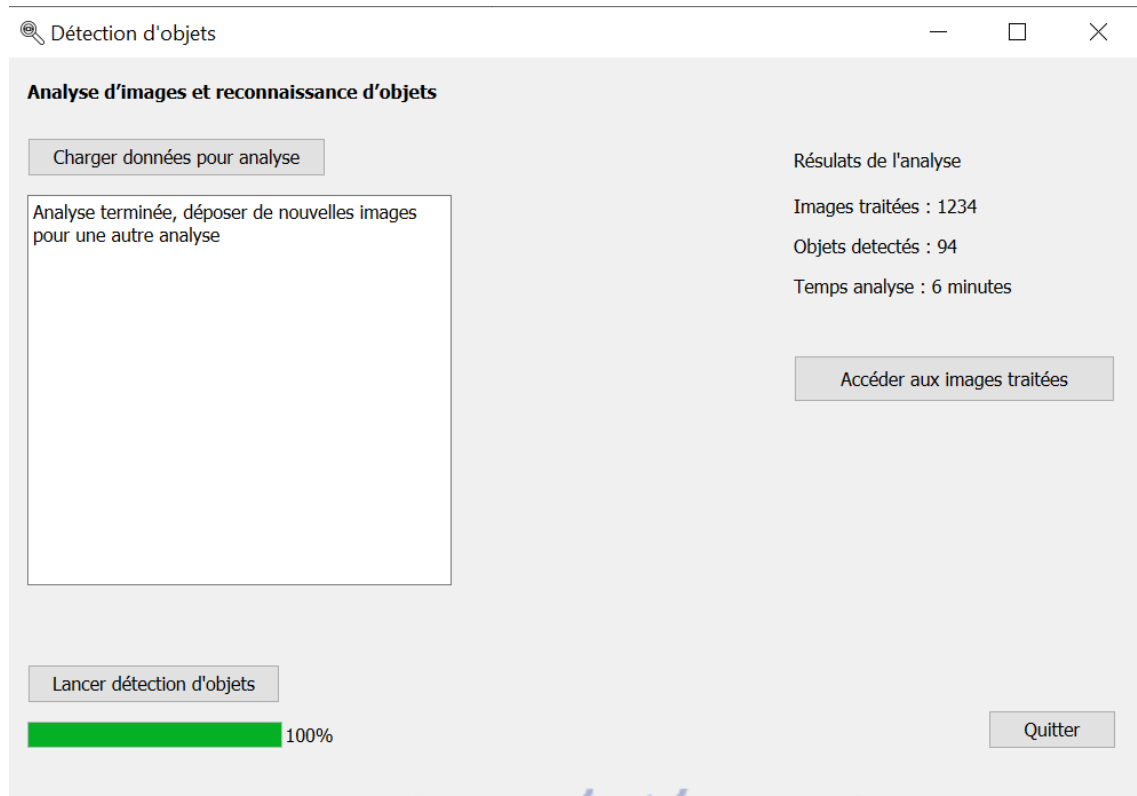 Détection d'objets
Analyse d’images et reconnaissance d’objets
Charger données pour analyse
Analyse terminée, déposer de nouvelles images
pour une autre analyse
Résulats de l'analyse
Images traitées : 1234
Objets detectés : 94
Temps analyse : 6 minutes
Accéder aux images traitées
Lancer détection d'objets
100%
Quitter